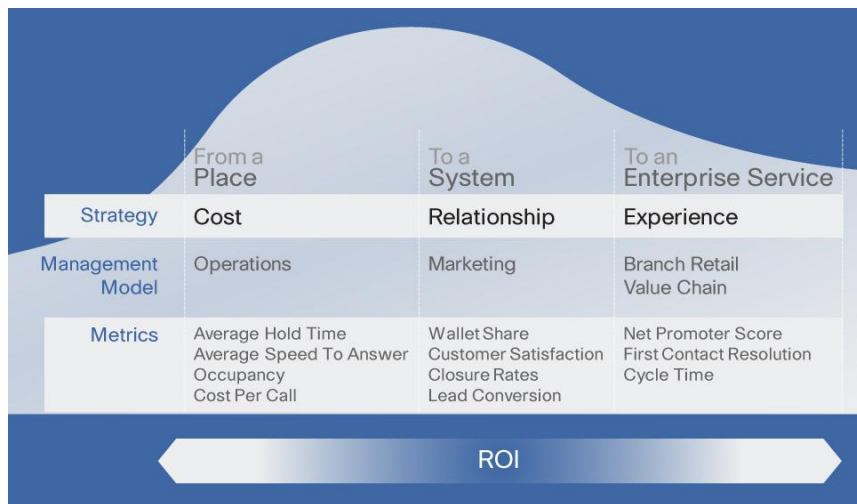 From a
Place
To a
System
To an
Enterprise Service
Strategy
Cost
Relationship
Experience
Management
Model
Operations
Marketing
Branch Retail
Value Chain
Metrics
Average Hold Time
Average Speed To Answer
Occupancy
Cost Per Call
Wallet Share
Customer Satisfaction
Closure Rates
Lead Conversion
Net Promoter Score
First Contact Resolution
Cycle Time
ROI